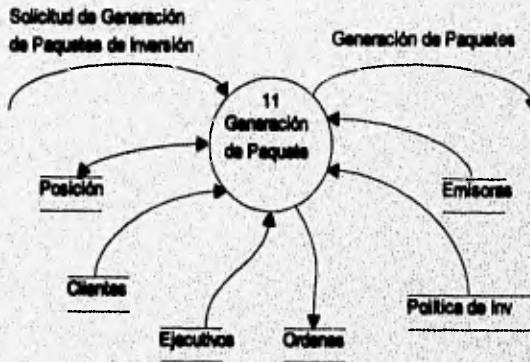 Solicitud de Generación
de Paquetes de Inversión
Generación de Paquetes
11
Generación
de Paquete
Posición
Emisoras
Clientes
Política de Inv
Ejecutivos
Ordenes